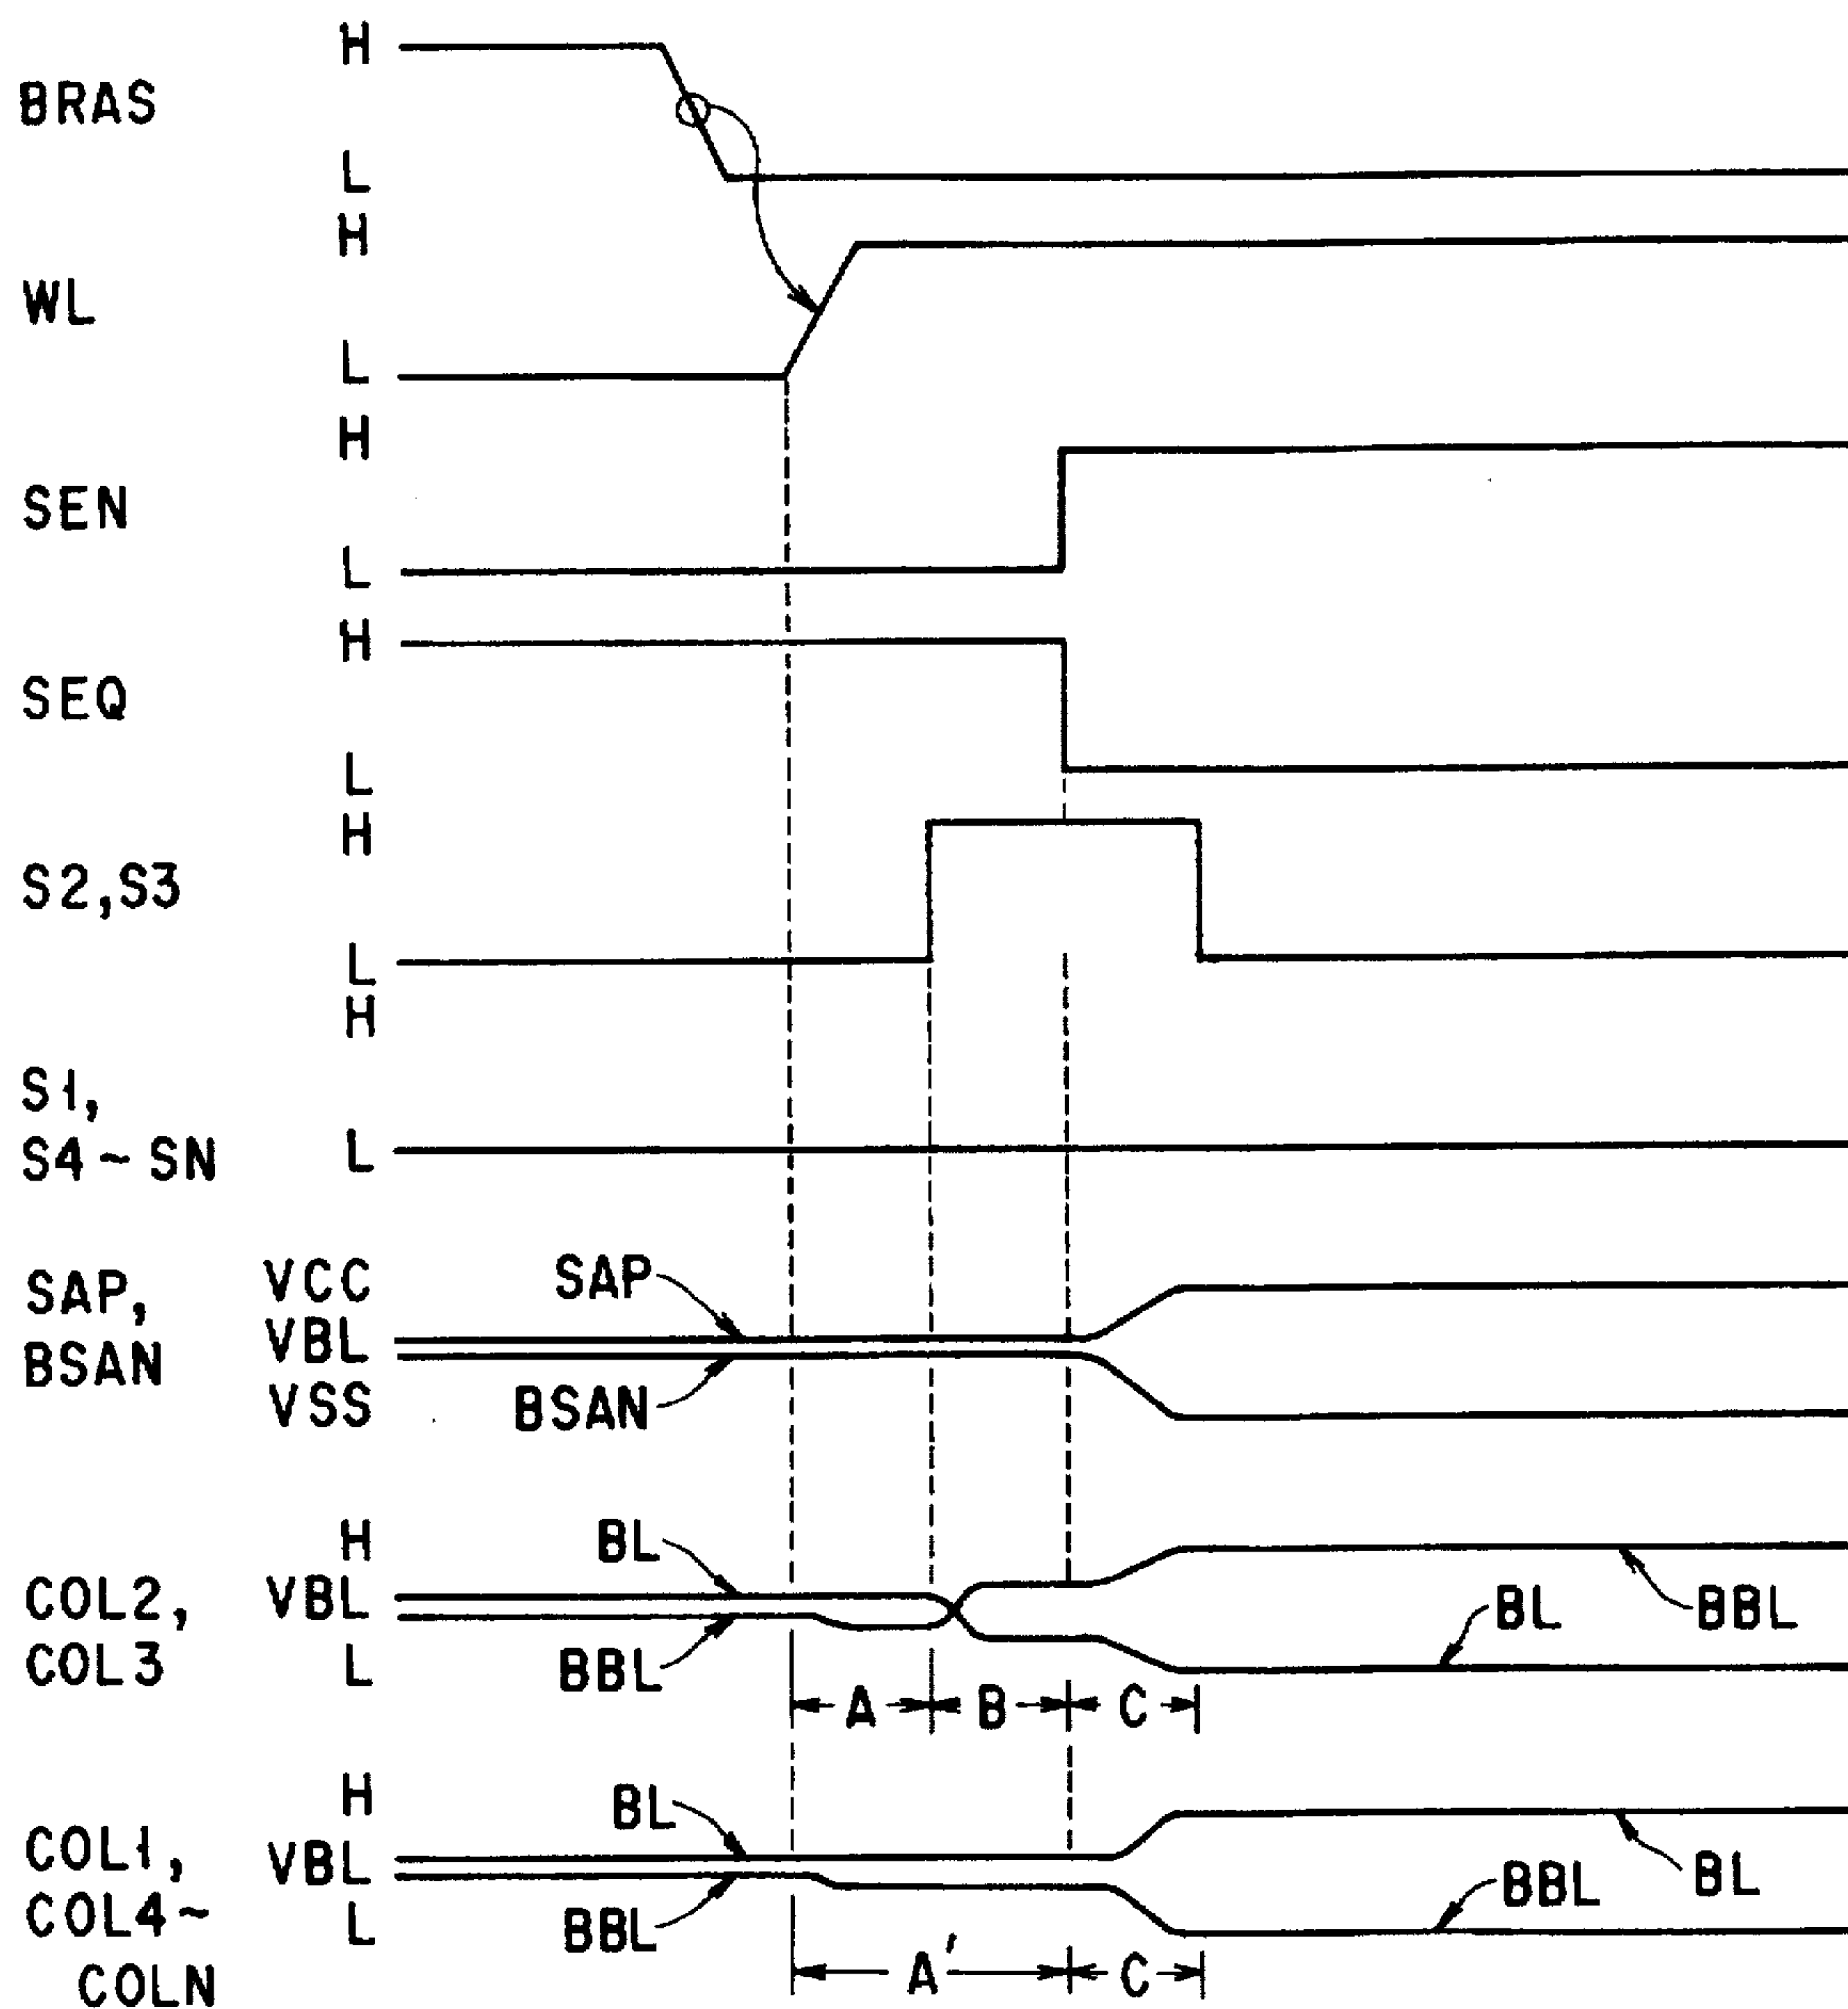 H
BRAS
L
H
WL
L
H
SEN
L
H
SEQ
L
H
S2,S3
L
H
S1,
S4~SN L
SAP, VCC SAP
BSAN VBL
VSS BSAN
H BL
COL2, VBL BL BBL
COL3 L BBL
A B C
H BL
COL1, VBL BBL BL
COL4~ L BBL
COLN A' C